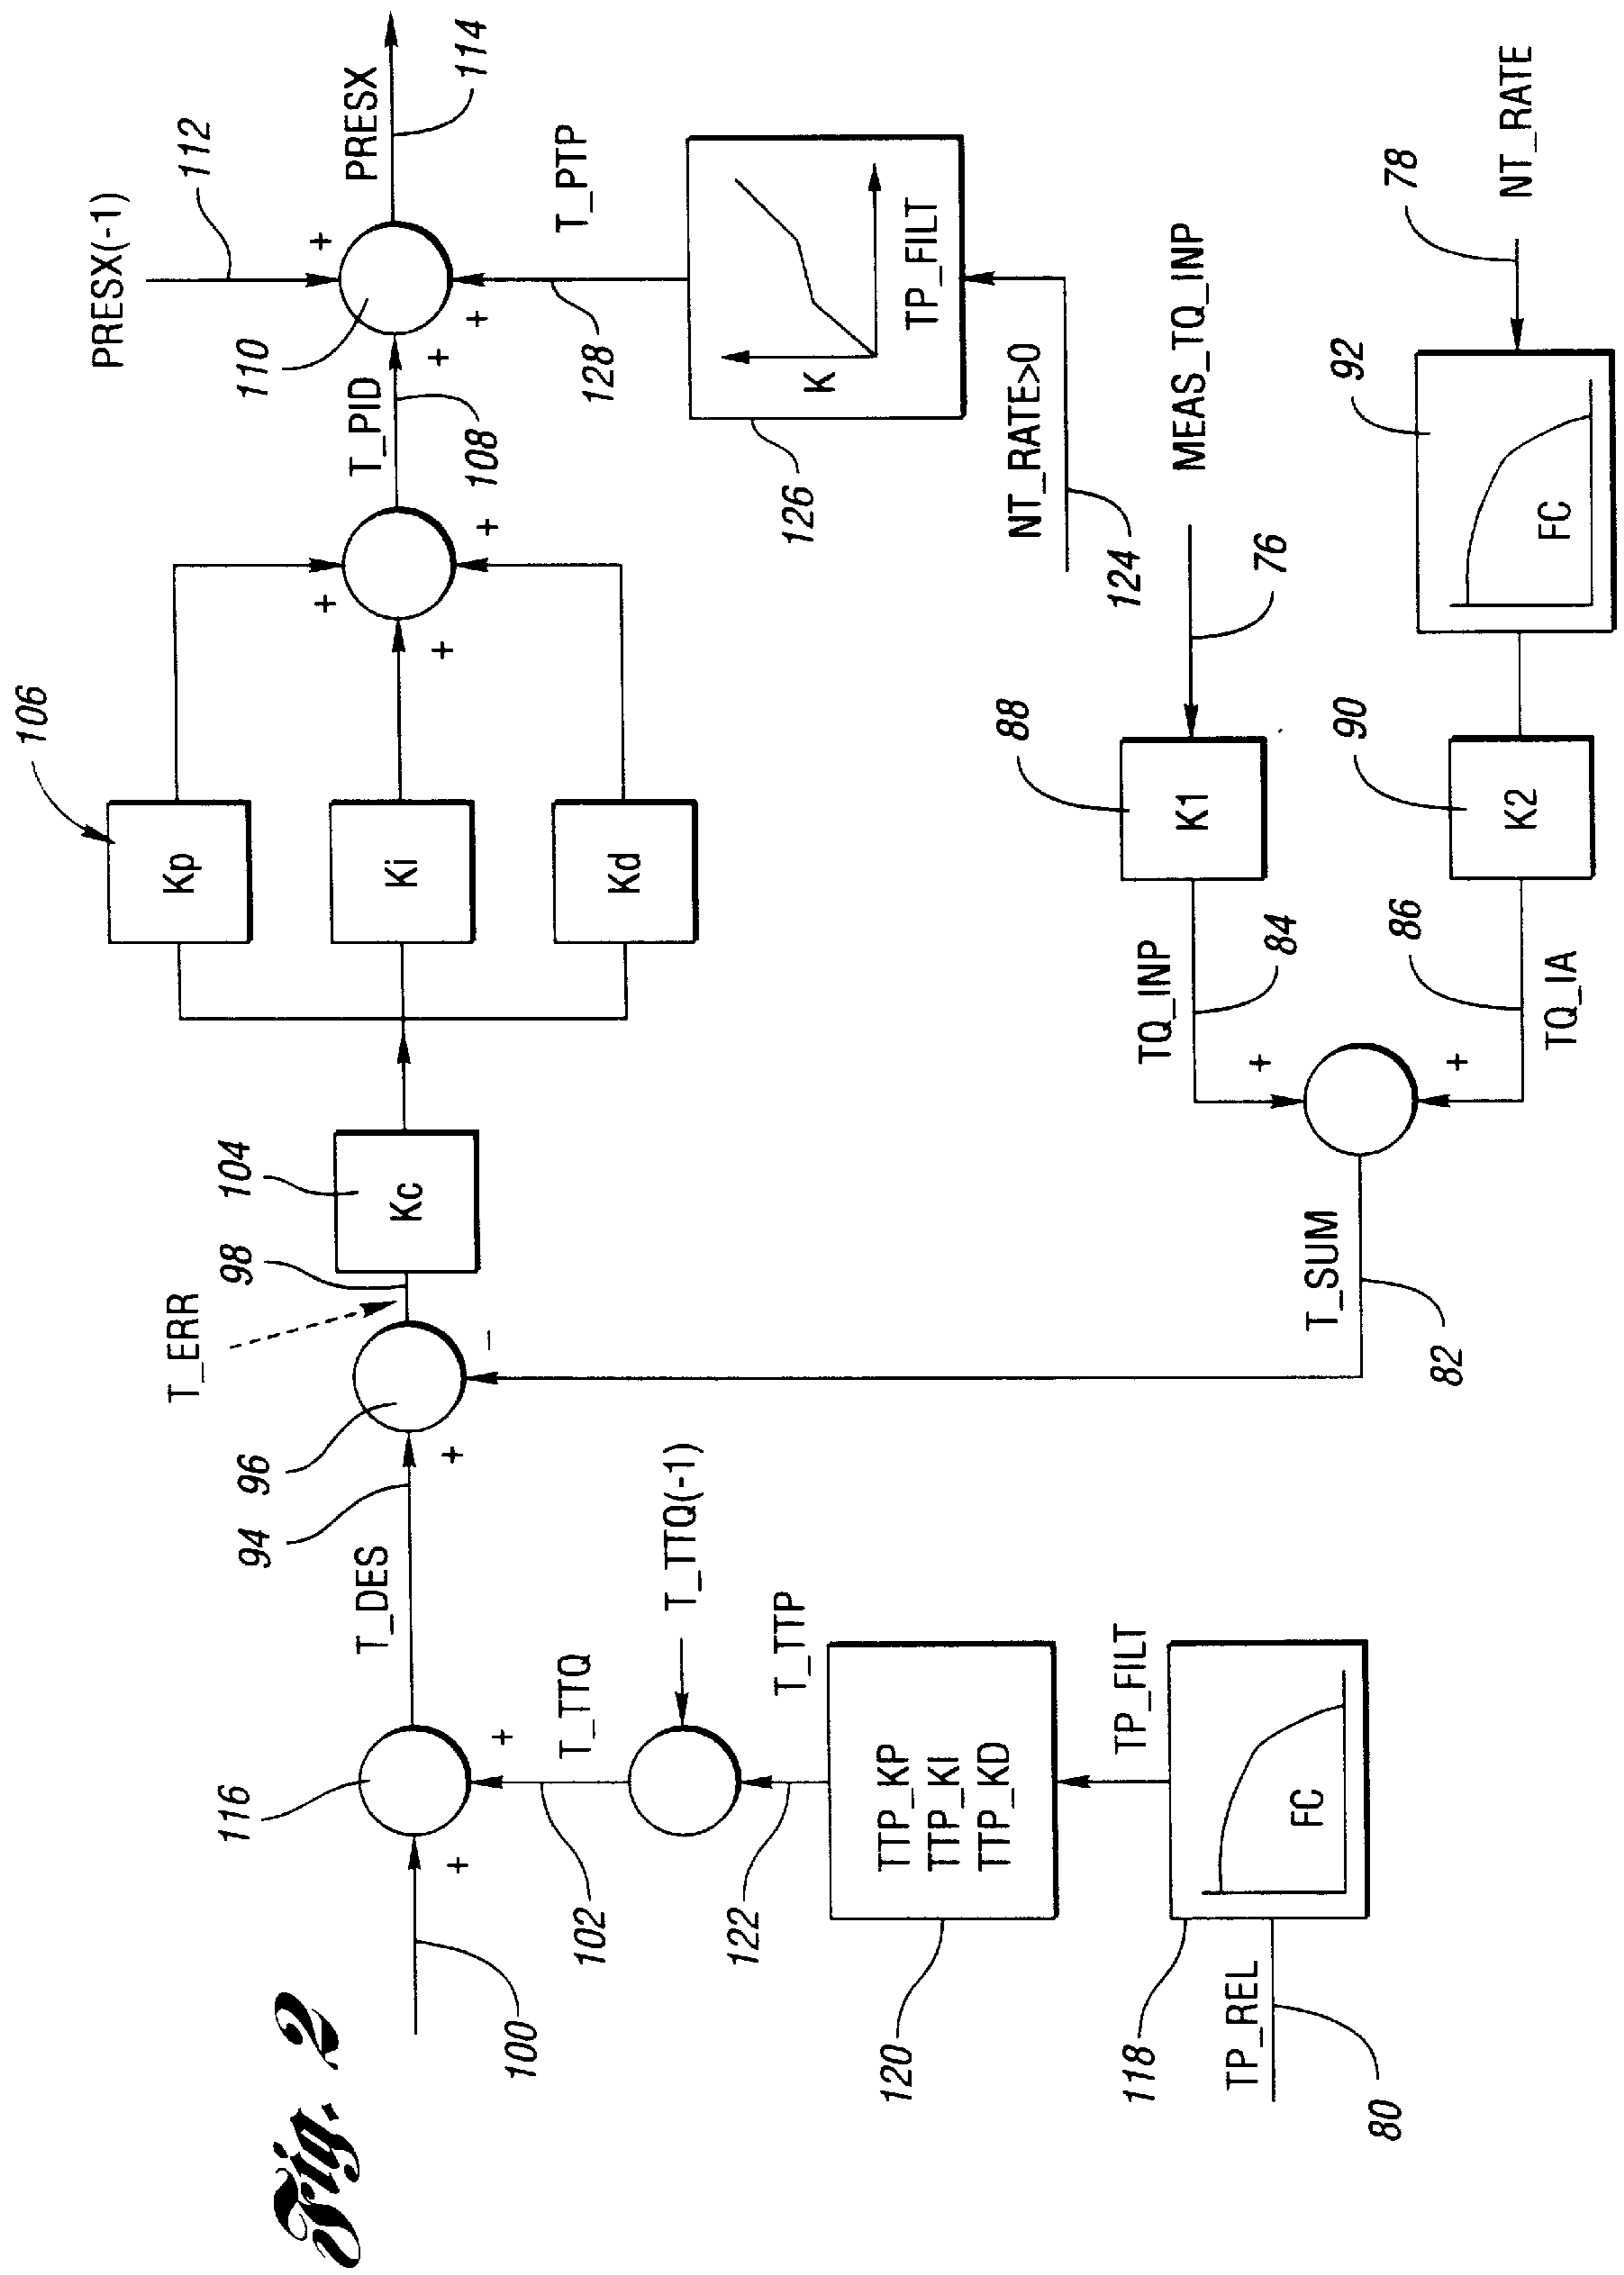 Fig. 2
106
PRESX(-1)
112
Kp
110
PRESX
116
94
96
T_ERR
98
104
T_DES
Kc
Ki
T_PID
108
114
100
102
T_TTQ
T_TTQ(-1)
Kd
128
T_PTP
122
T_TTP
K
TP_FILT
126
120
TTP_KP
TTP_KI
TTP_KD
88
NT_RATE>0
124
TP_FILT
TQ_INP
K1
MEAS_TQ_INP
118
84
76
TP_REL
FC
T_SUM
90
92
78
80
82
86
TQ_IA
K2
FC
NT_RATE
+
+
+
-
+
+
+
+
+
+
+
+
+